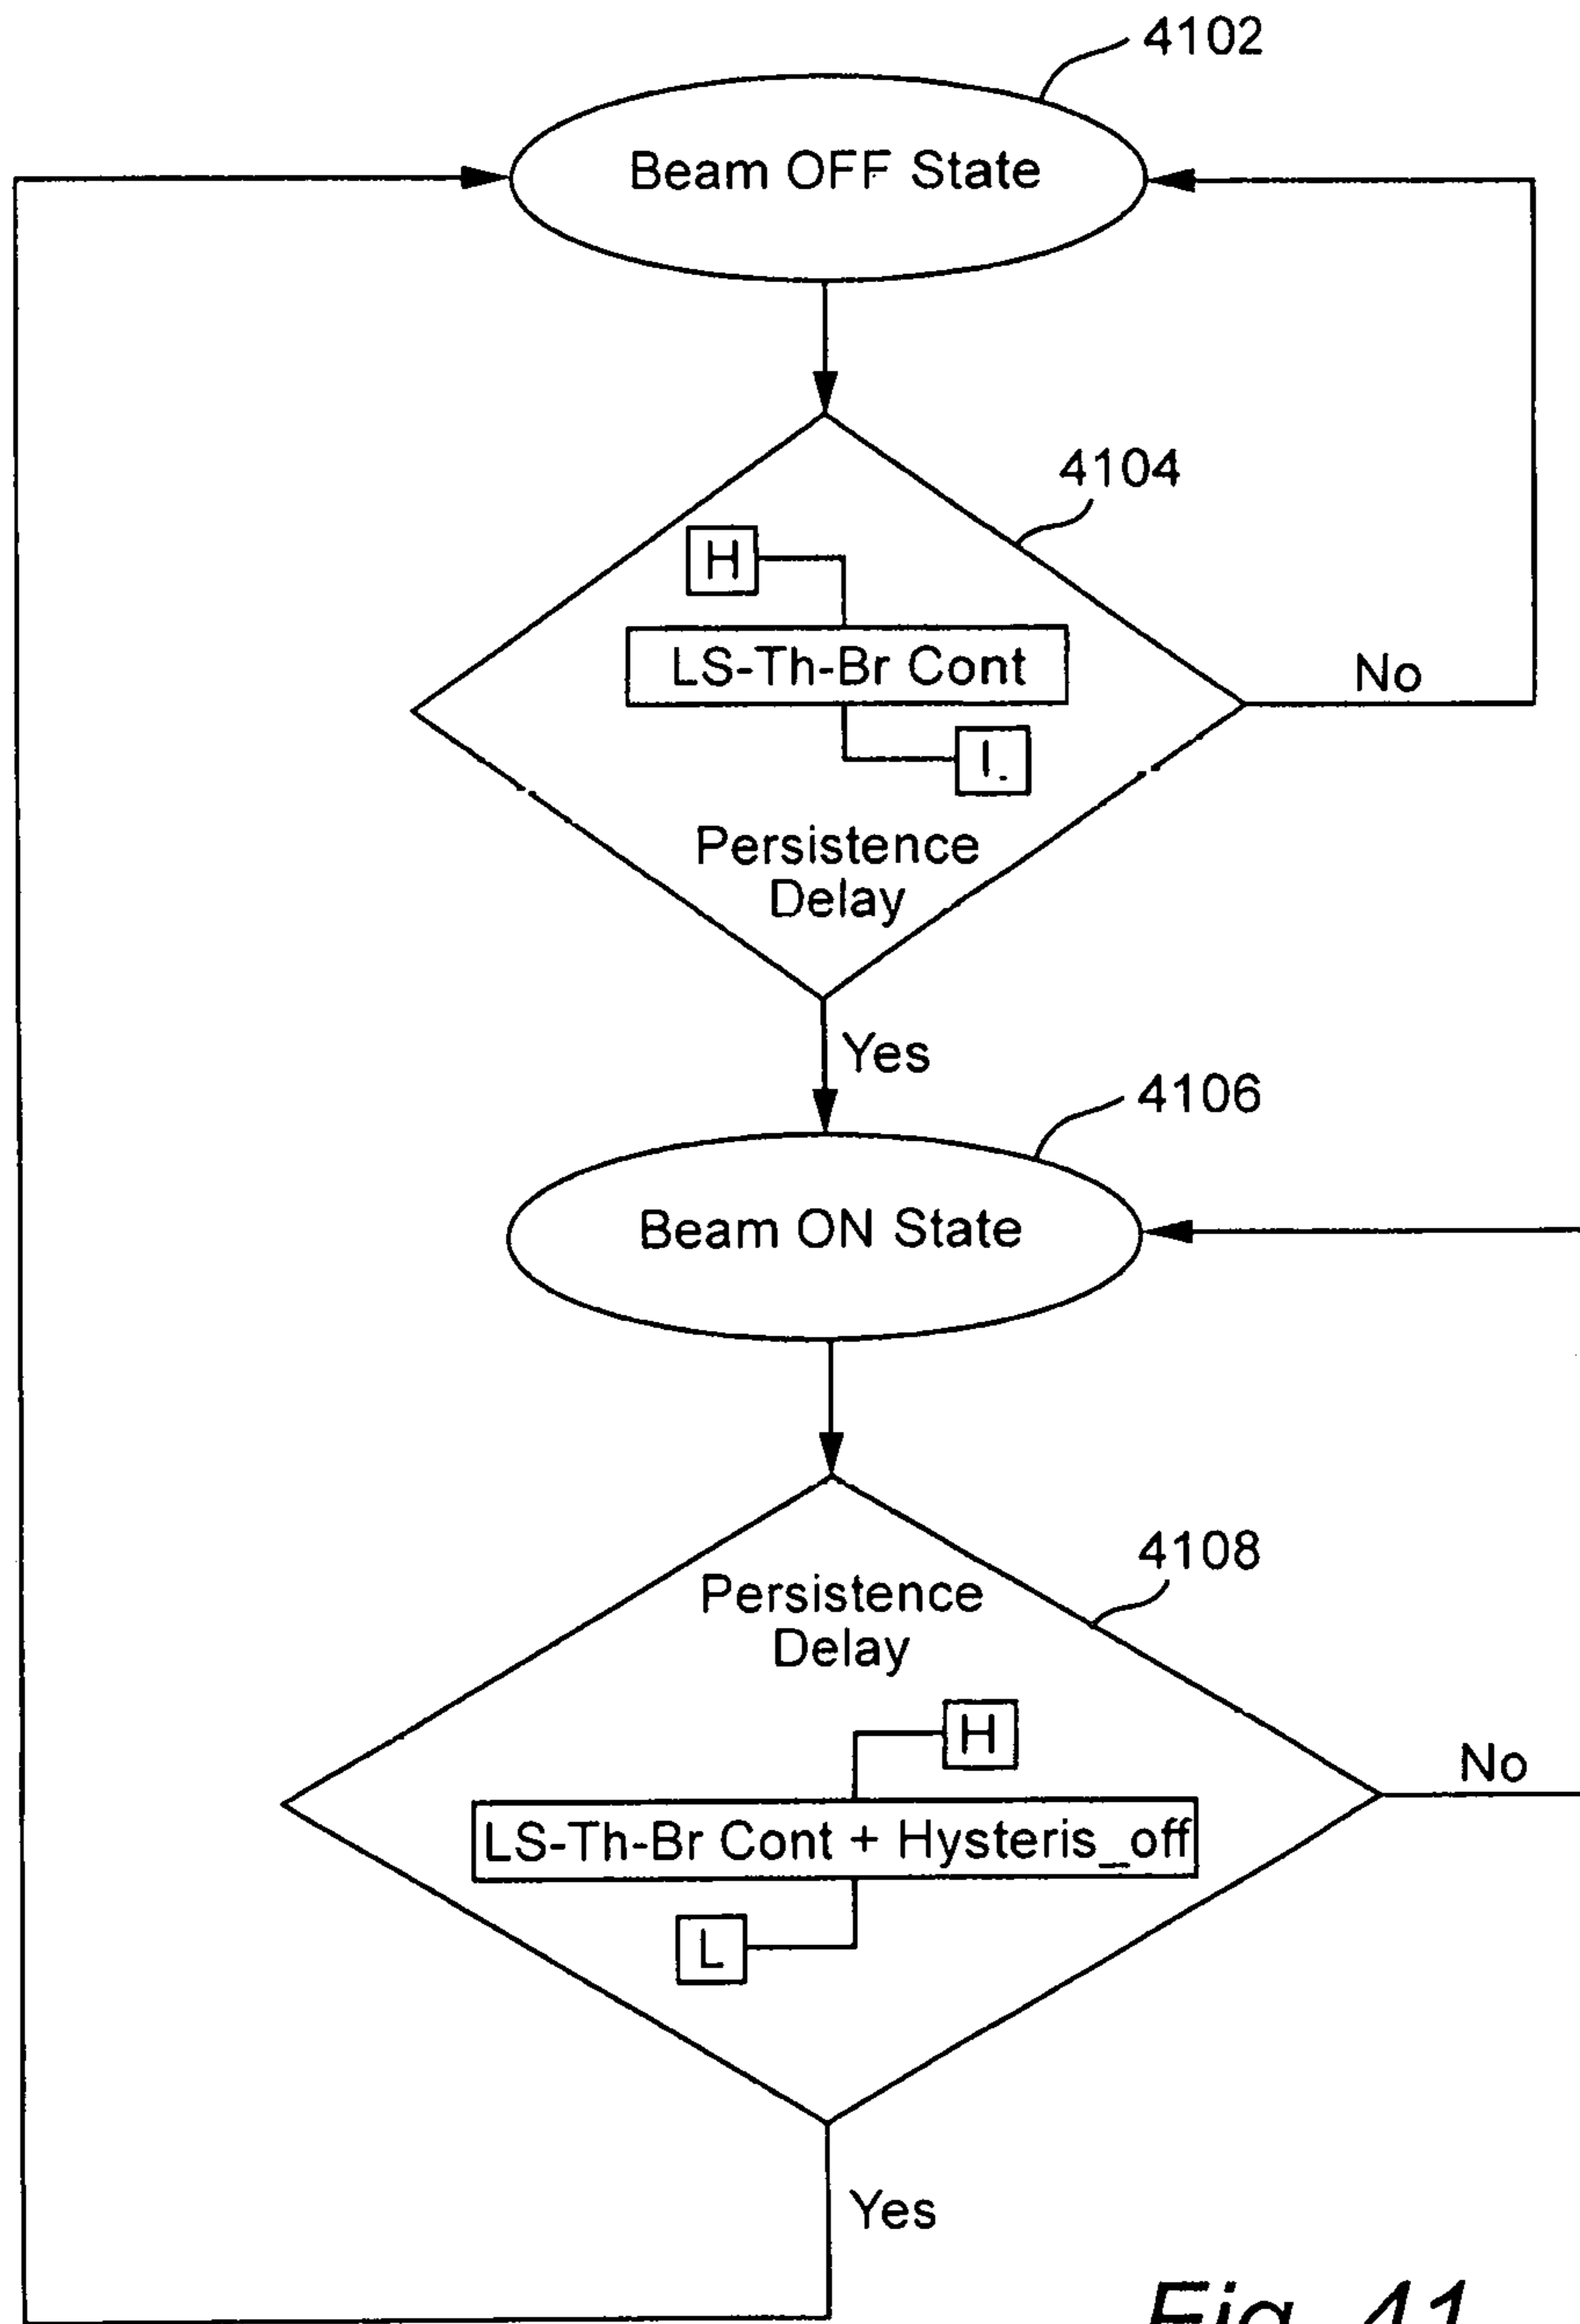 4102
Beam OFF State
4104
H
LS-Th-Br Cont
No
I.
Persistence
Delay
Yes
4106
Beam ON State
4108
Persistence
Delay
H
No
LS-Th-Br Cont + Hysteris_off
L
Yes
Fig. 41